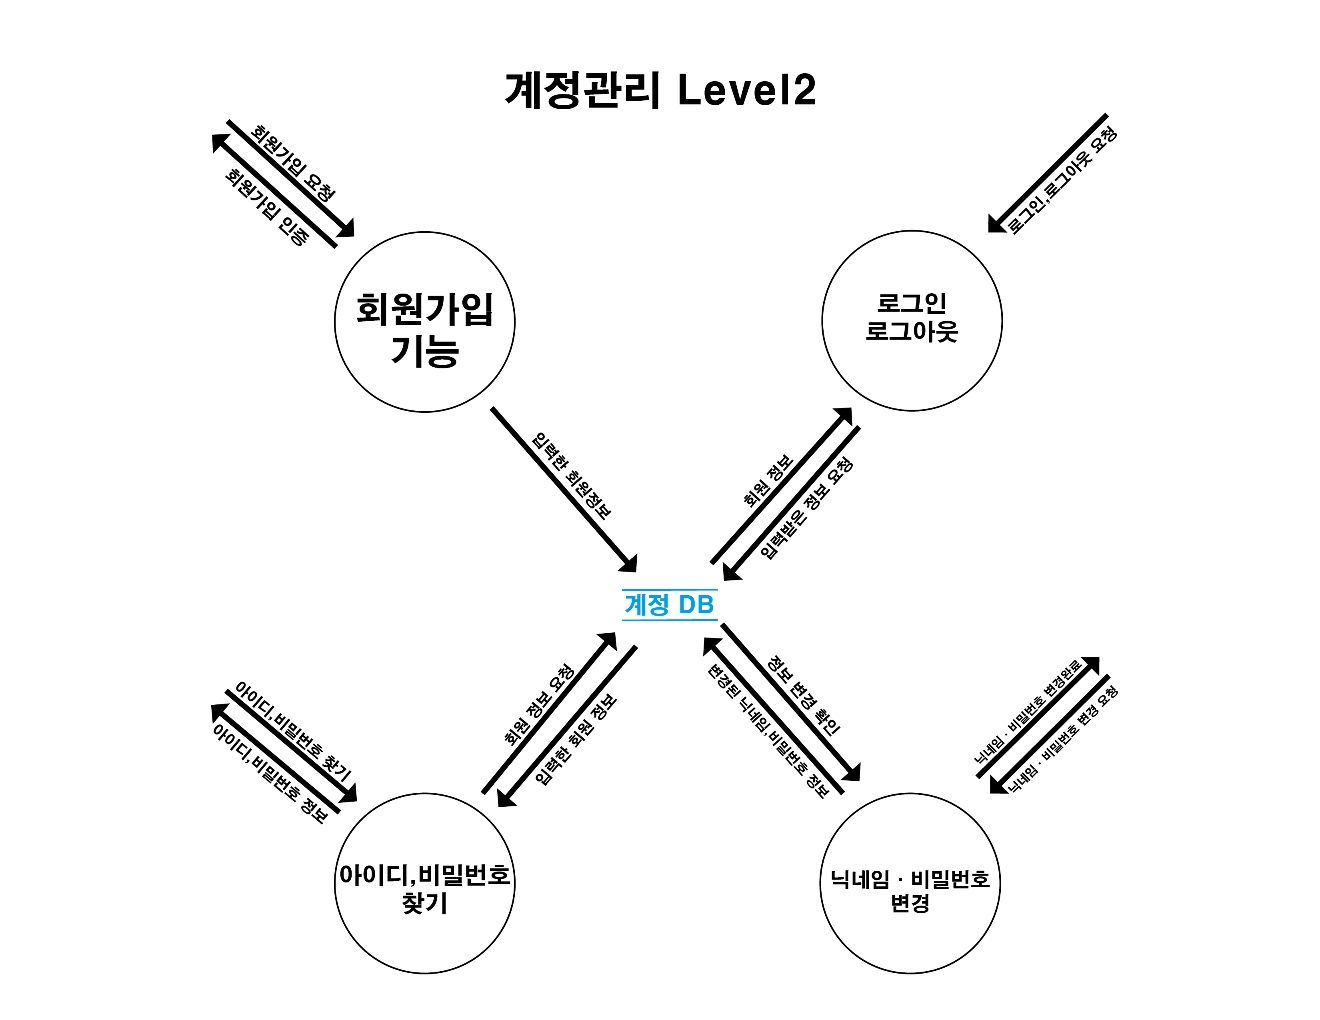 계정관리 Level2
회원가입 요청
회원가입 인증
로그인,로그아웃 요청
회원가입
기능
로그인
로그아웃
입력한 회원정보
회원 정보
입력받은 정보 요청
계정 DB
회원 정보 요청
입력한 회원 정보
정보 변경 확인
변경된 닉네임,비밀번호 정보
아이디,비밀번호 찾기
아이디,비밀번호 정보
닉네임 · 비밀번호 변경완료
닉네임 · 비밀번호 변경 요청
아이디,비밀번호
찾기
닉네임 · 비밀번호
변경